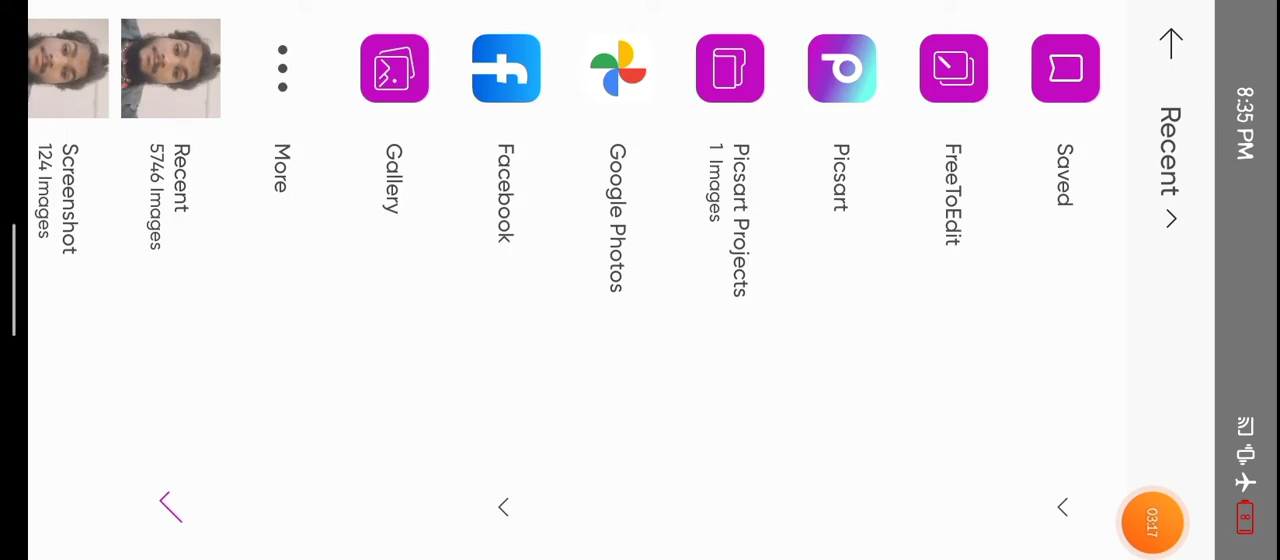 8:35 PM
8
Recent
03:17
Saved
FreeToEdit
Picsart
Picsart Projects
1 Images
Google Photos
Facebook
Gallery
More
Recent
5746 Images
Screenshot
124 Images